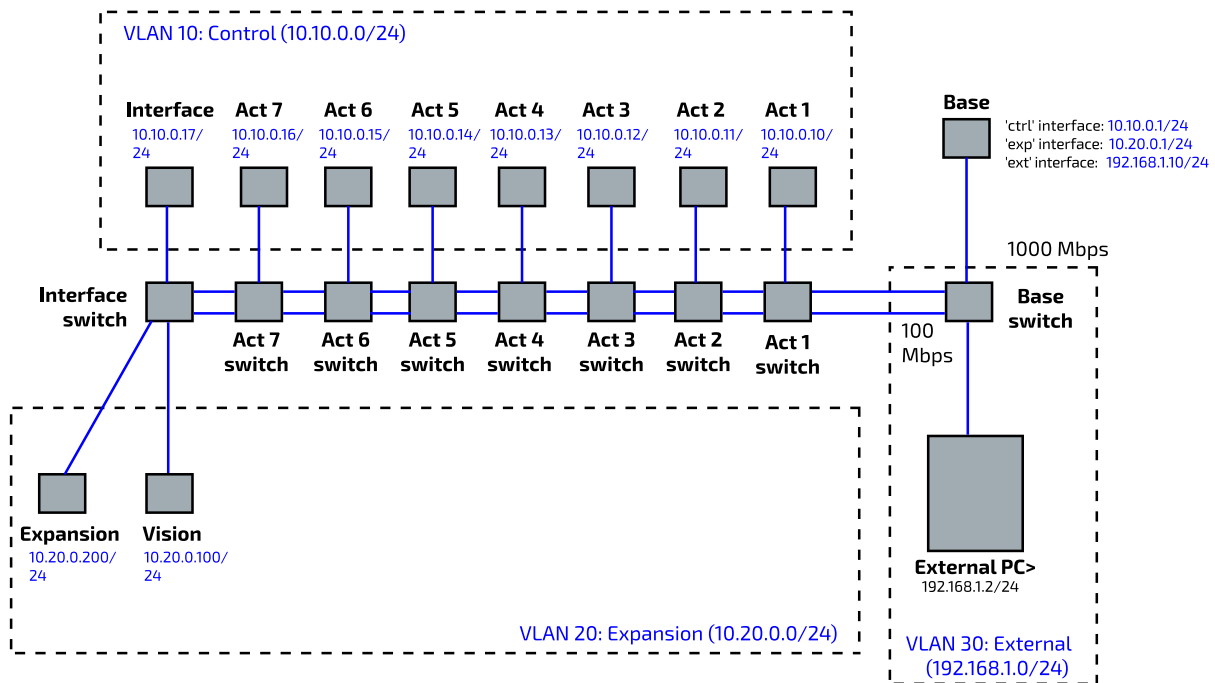 VLAN 10: Control (10.10.0.0/24)
Interface
10.10.0.17/
24
Act 7
10.10.0.16/
24
Act 6
10.10.0.15/
24
Act 5
10.10.0.14/
24
Act 4
10.10.0.13/
24
Act 3
10.10.0.12/
24
Act 2
10.10.0.11/
24
Act 1
10.10.0.10/
24
Base
'ctrl' interface: 10.10.0.1/24
'exp' interface: 10.20.0.1/24
'ext' interface: 192.168.1.10/24
1000 Mbps
Interface
switch
Act 7
switch
Act 6
switch
Act 5
switch
Act 4
switch
Act 3
switch
Act 2
switch
Act 1
switch
100
Mbps
Base
switch
Expansion
10.20.0.200/
24
Vision
10.20.0.100/
24
VLAN 20: Expansion (10.20.0.0/24)
External PC>
192.168.1.2/24
VLAN 30: External
(192.168.1.0/24)